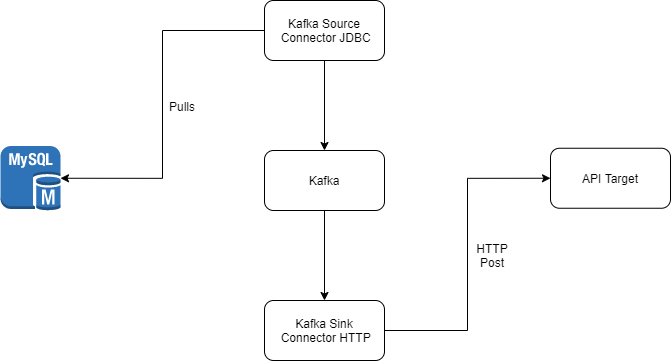 Kafka Source
Connector JDBC
Pulls
MySQL
M
Kafka
API Target
HTTP
Post
Kafka Sink
Connector HTTP